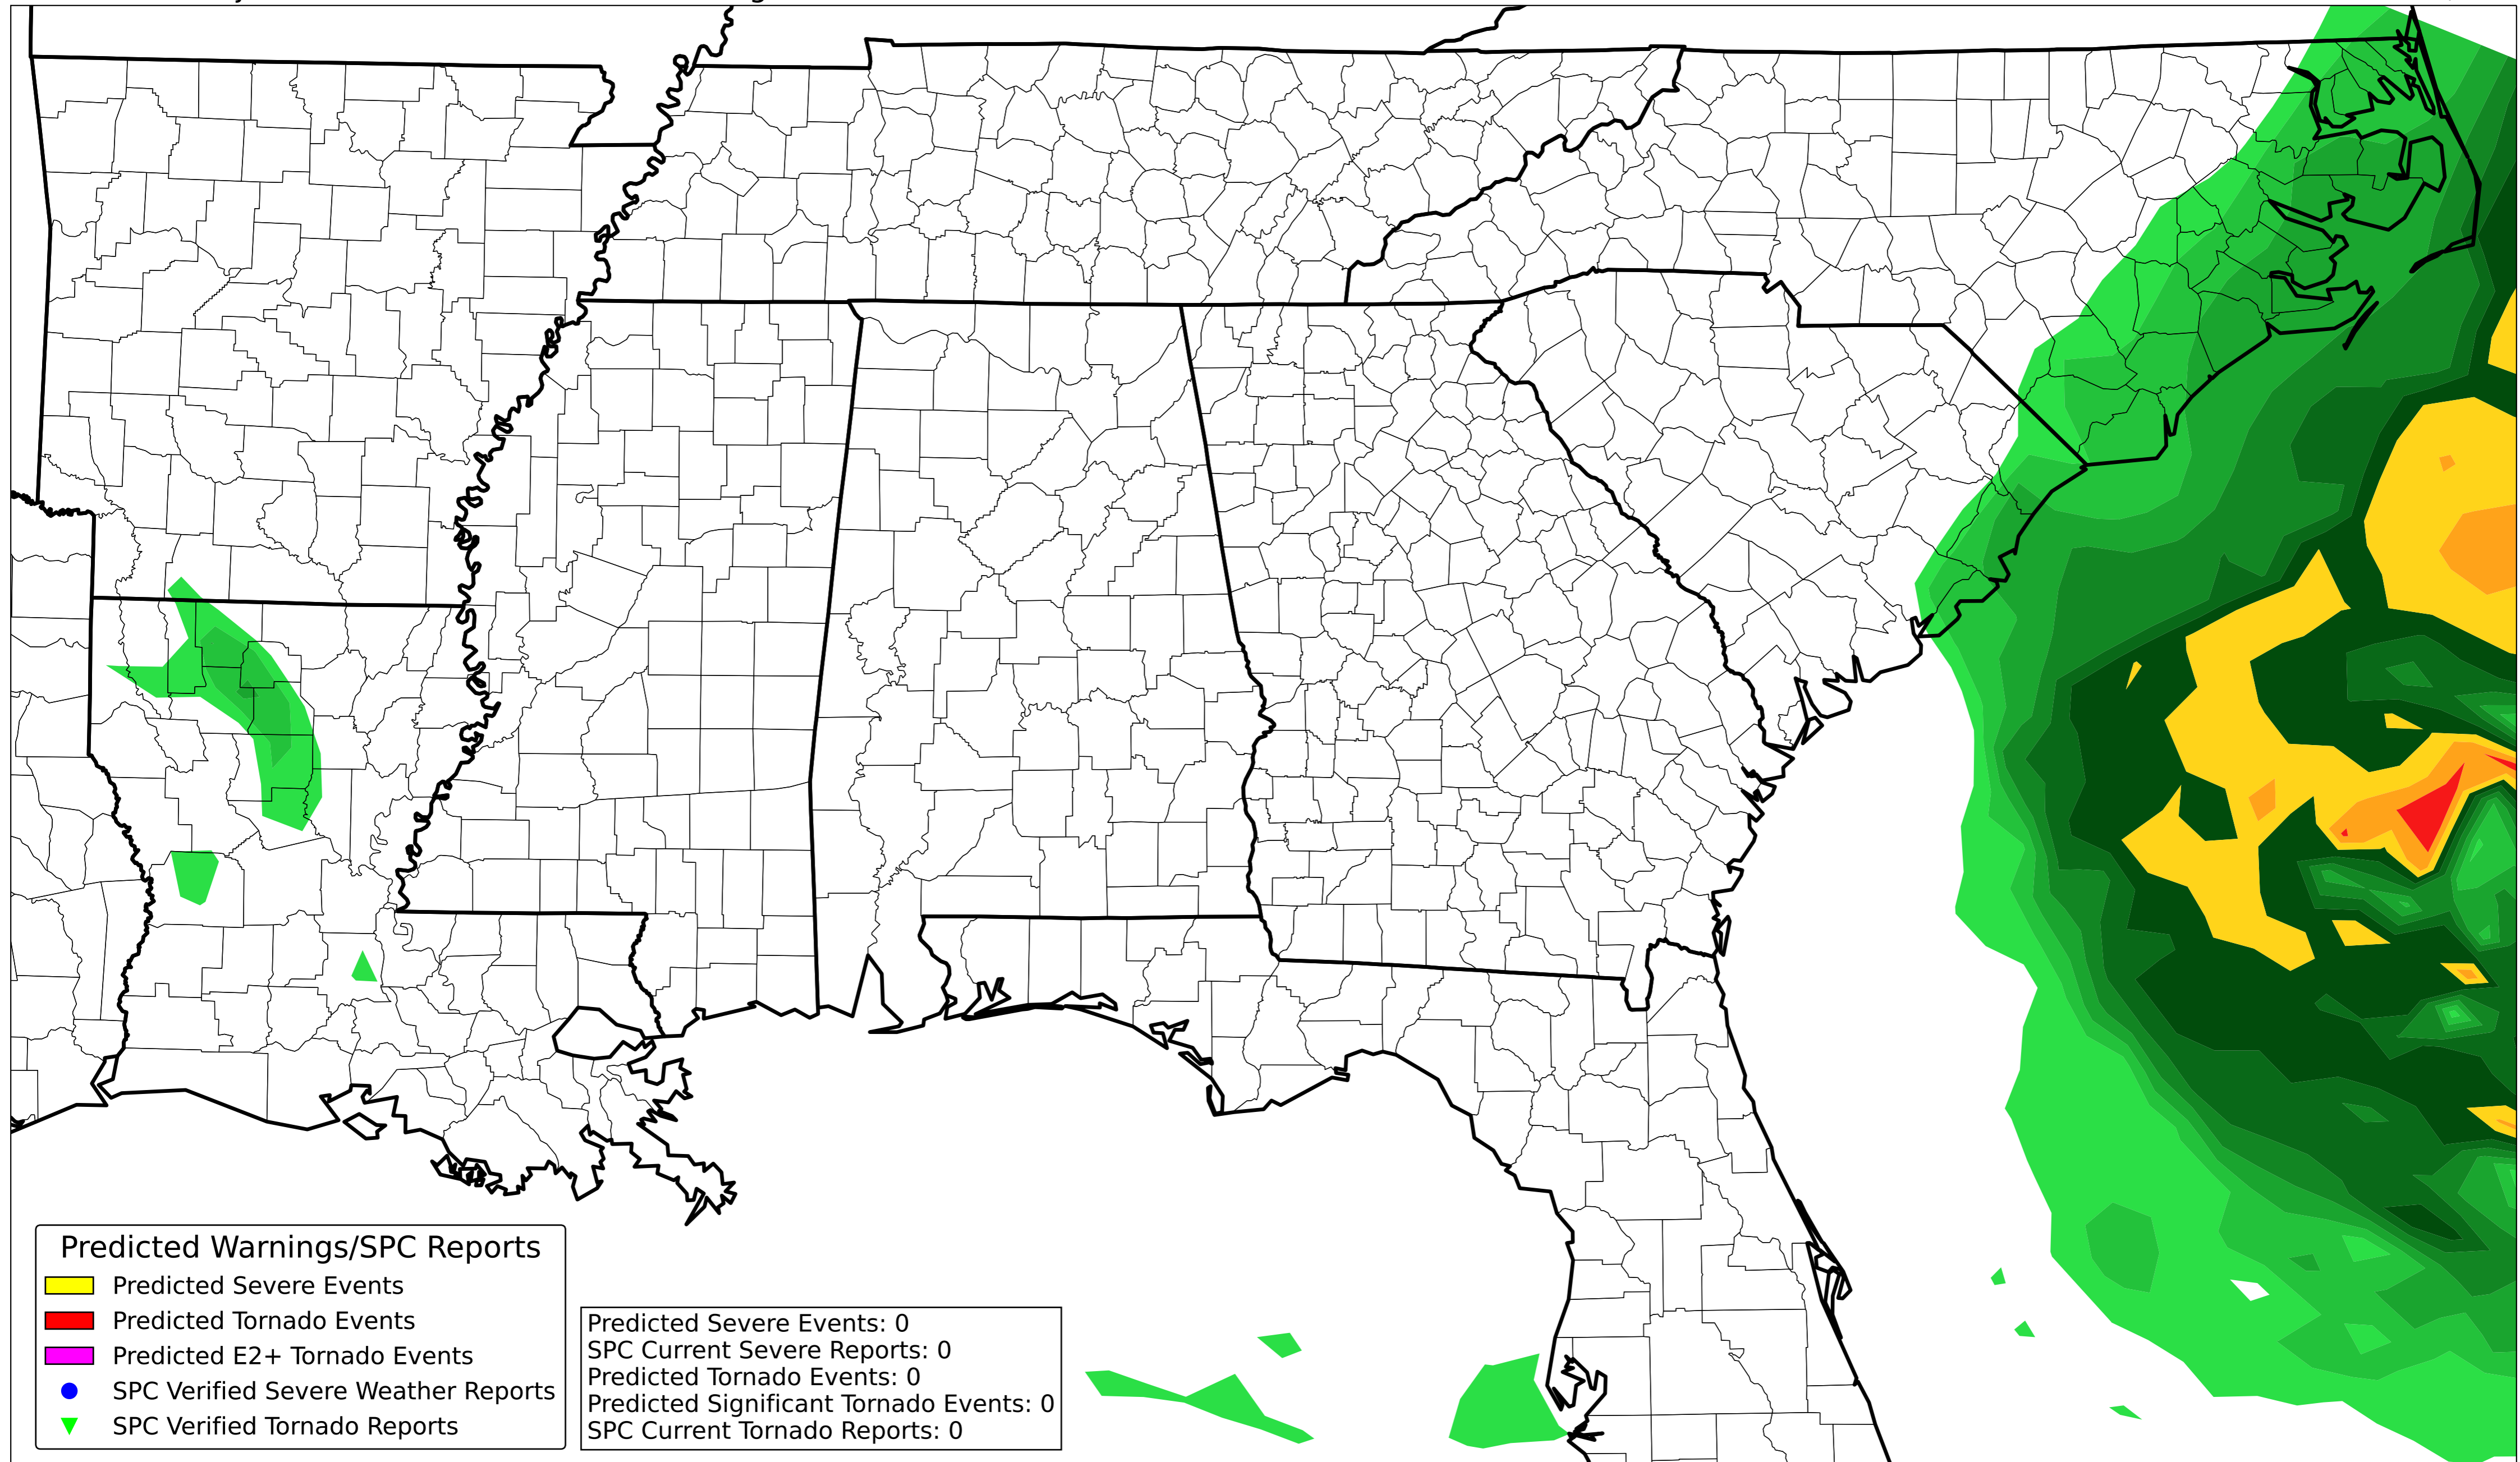 Predicted Warnings/SPC Reports
Predicted Severe Events
Predicted Tornado Events
Predicted E2+ Tornado Events
SPC Verified Severe Weather Reports
SPC Verified Tornado Reports
Predicted Severe Events: 0
SPC Current Severe Reports: 0
Predicted Tornado Events: 0
Predicted Significant Tornado Events: 0
SPC Current Tornado Reports: 0